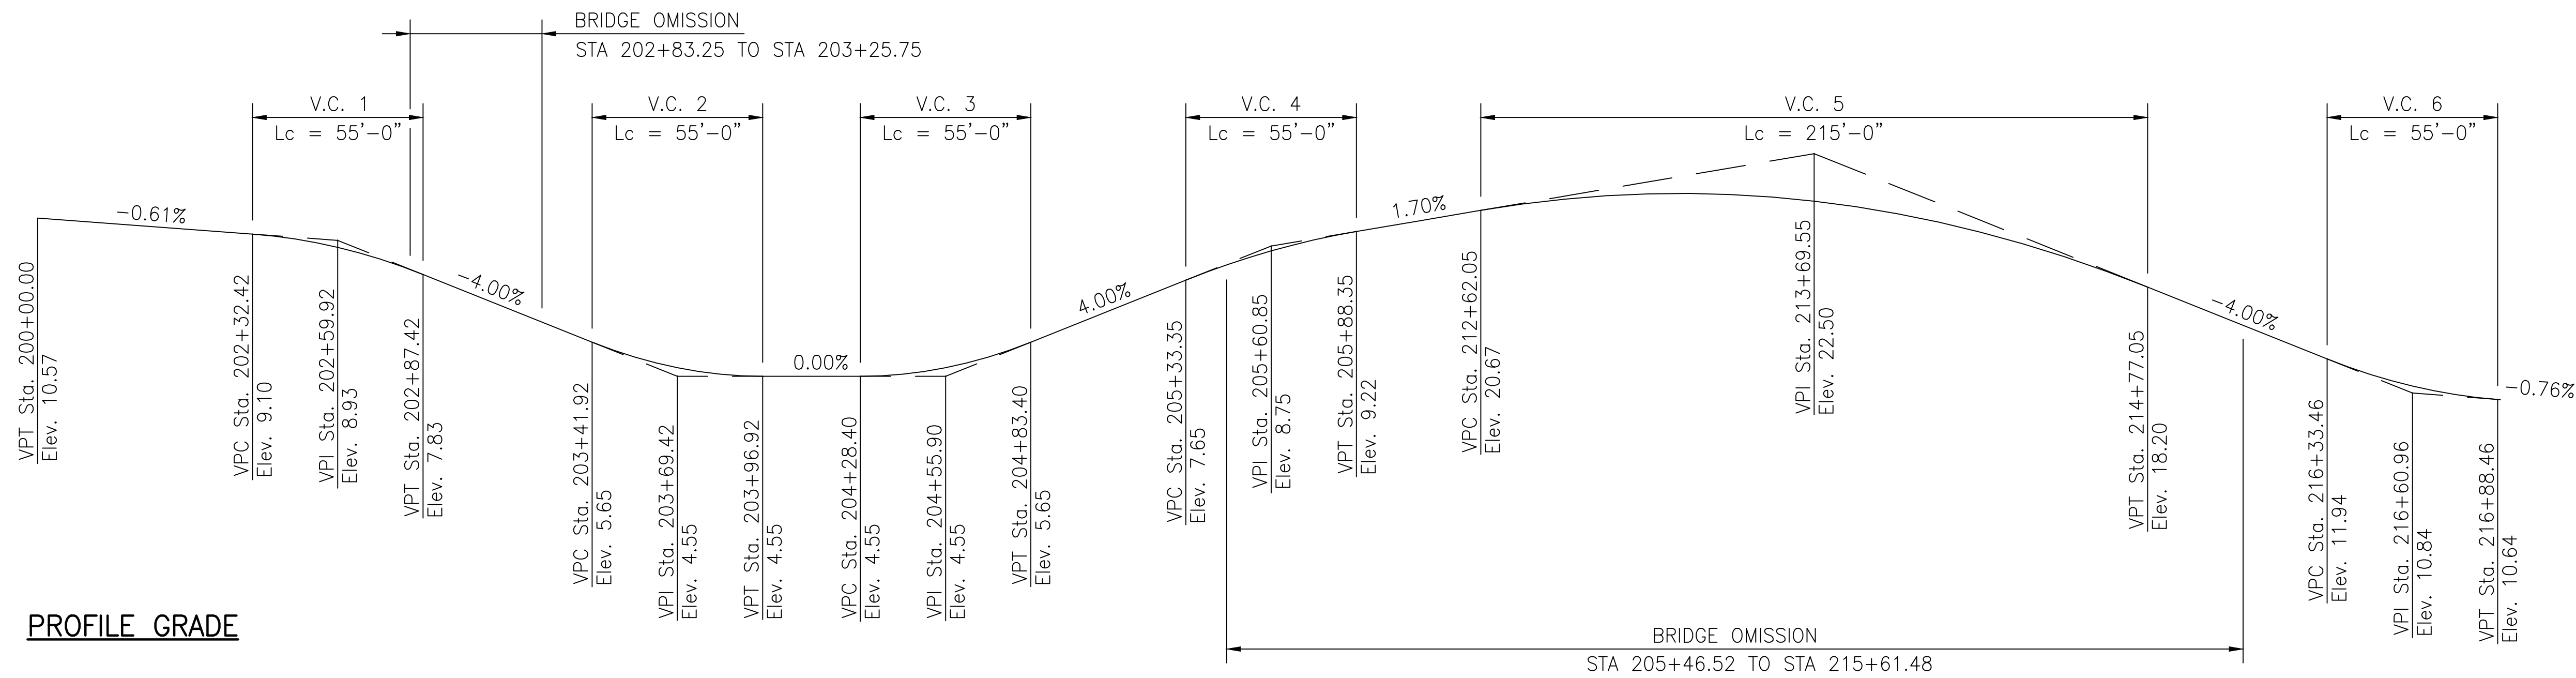 BRIDGE OMISSION
STA 202+83.25 TO STA 203+25.75
V.C. 1
Lc = 55'-0"
V.C. 2
Lc = 55'-0"
V.C. 3
Lc = 55'-0"
V.C. 4
Lc = 55'-0"
V.C. 5
Lc = 215'-0"
V.C. 6
Lc = 55'-0"
-0.61%
-4.00%
0.00%
4.00%
1.70%
-4.00%
-0.76%
VPT Sta. 200+00.00
Elev. 10.57
VPC Sta. 202+32.42
Elev. 9.10
VPI Sta. 202+59.92
Elev. 8.93
VPT Sta. 202+87.42
Elev. 7.83
VPC Sta. 203+41.92
Elev. 5.65
VPI Sta. 203+69.42
Elev. 4.55
VPT Sta. 203+96.92
Elev. 4.55
VPC Sta. 204+28.40
Elev. 4.55
VPI Sta. 204+55.90
Elev. 4.55
VPT Sta. 204+83.40
Elev. 5.65
VPC Sta. 205+33.35
Elev. 7.65
VPI Sta. 205+60.85
Elev. 8.75
VPT Sta. 205+88.35
Elev. 9.22
VPC Sta. 212+62.05
Elev. 20.67
VPI Sta. 213+69.55
Elev. 22.50
VPT Sta. 214+77.05
Elev. 18.20
VPC Sta. 216+33.46
Elev. 11.94
VPI Sta. 216+60.96
Elev. 10.84
VPT Sta. 216+88.46
Elev. 10.64
PROFILE GRADE
BRIDGE OMISSION
STA 205+46.52 TO STA 215+61.48